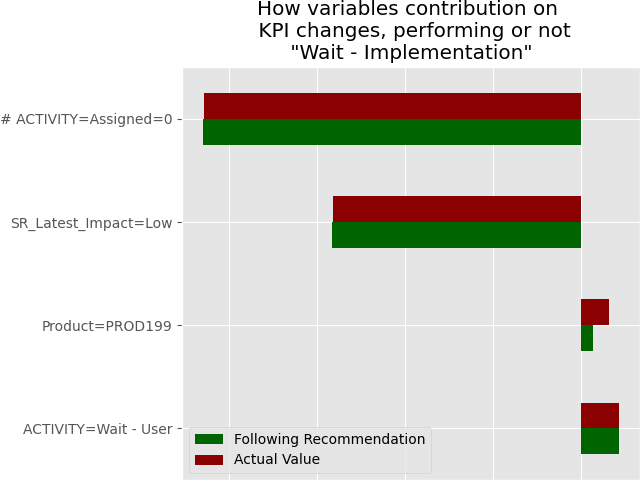 How variables contribution on
KPI changes, performing or not
"Wait - Implementation"
# ACTIVITY=Assigned=0
SR_Latest_Impact=Low
Product=PROD199
ACTIVITY=Wait - User
Following Recommendation
Actual Value